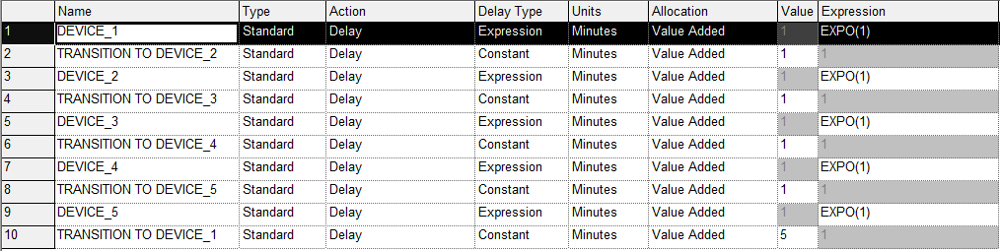 Name Type Action Delay Type Units Allocation Value Expression
1 DEVICE_1 Standard Delay Expression Minutes Value Added 1 EXPO(1)
2 TRANSITION TO DEVICE_2 Standard Delay Constant Minutes Value Added 1 1
3 DEVICE_2 Standard Delay Expression Minutes Value Added 1 EXPO(1)
4 TRANSITION TO DEVICE_3 Standard Delay Constant Minutes Value Added 1 1
5 DEVICE_3 Standard Delay Expression Minutes Value Added 1 EXPO(1)
6 TRANSITION TO DEVICE_4 Standard Delay Constant Minutes Value Added 1 1
7 DEVICE_4 Standard Delay Expression Minutes Value Added 1 EXPO(1)
8 TRANSITION TO DEVICE_5 Standard Delay Constant Minutes Value Added 1 1
9 DEVICE_5 Standard Delay Expression Minutes Value Added 1 EXPO(1)
10 TRANSITION TO DEVICE_1 Standard Delay Constant Minutes Value Added 5 1